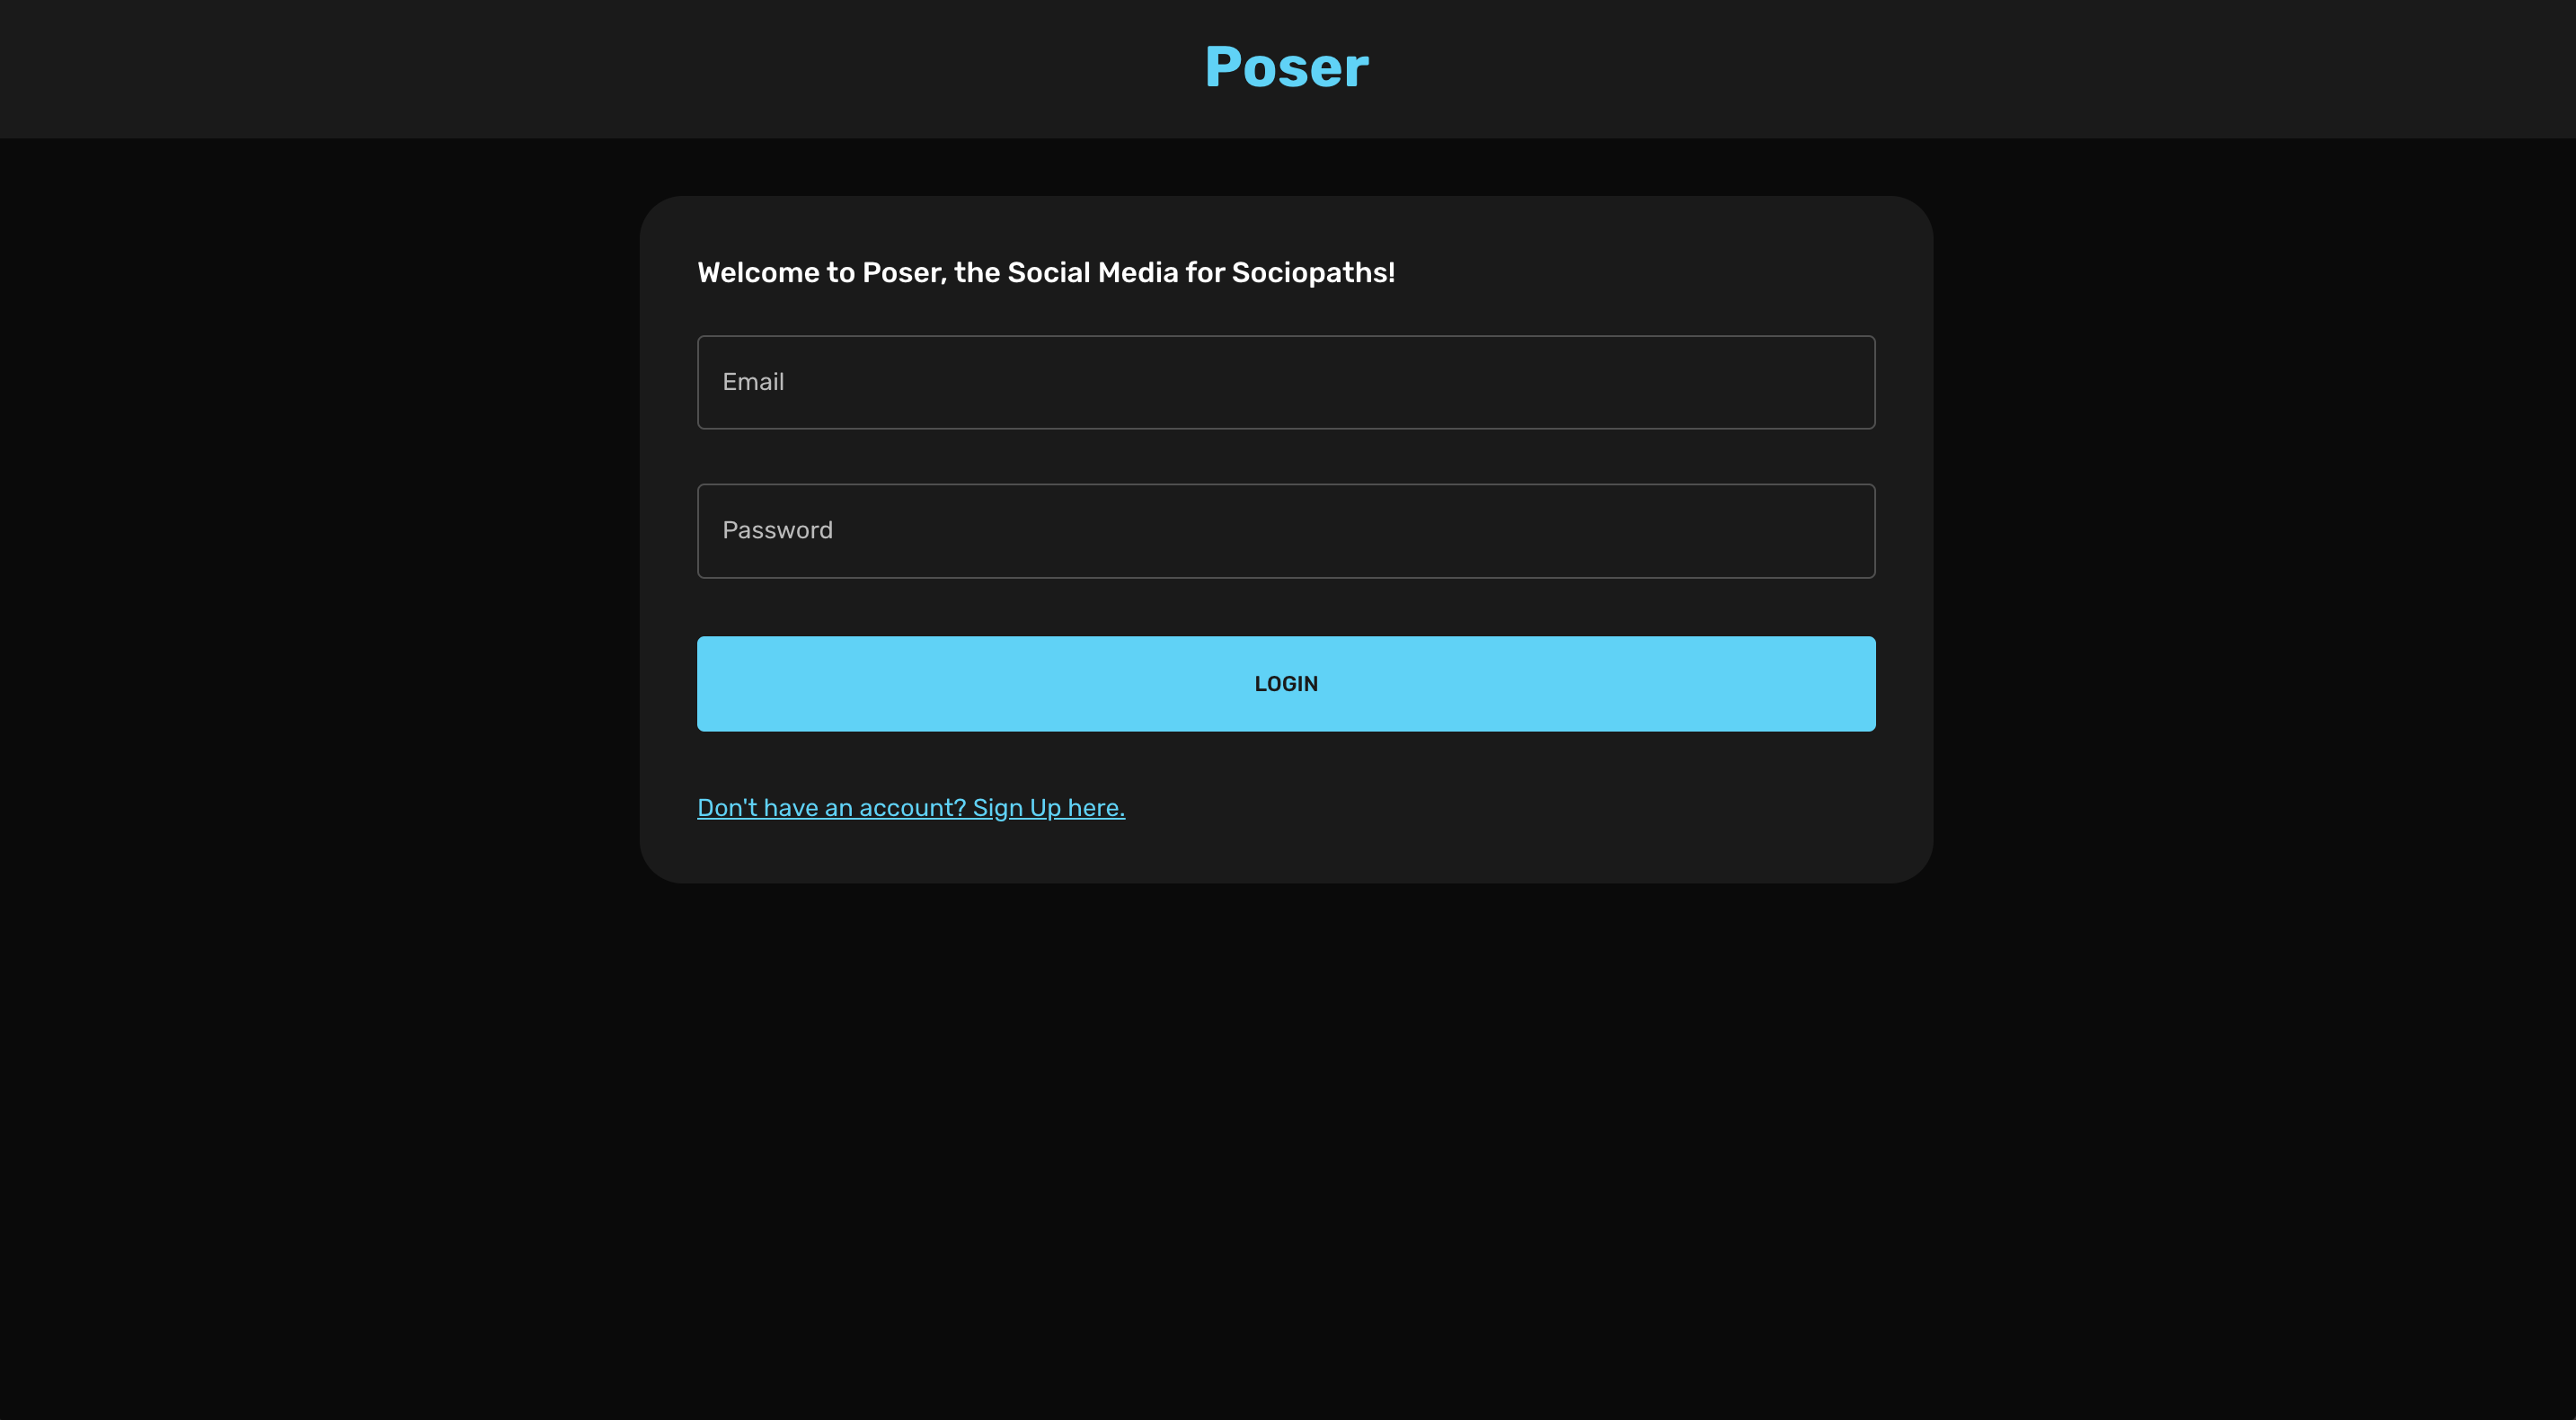 Poser
Welcome to Poser, the Social Media for Sociopaths!
Email
Password
LOGIN
Don't have an account? Sign Up here.